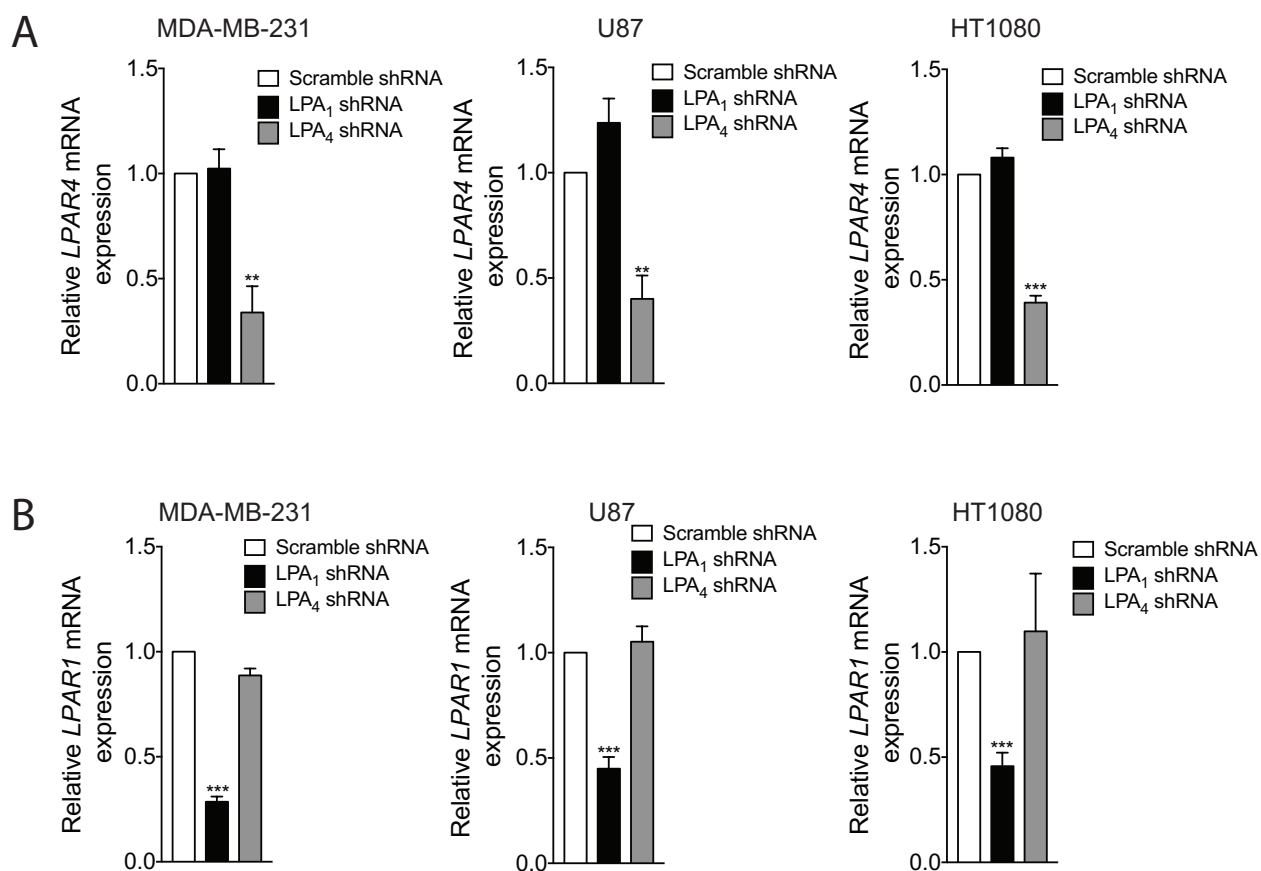 A
MDA-MB-231
U87
HT1080
1.5
1.0
0.5
0.0
Relative LPAR4 mRNA
expression
**
Scramble shRNA
LPA1 shRNA
LPA4 shRNA
1.5
1.0
0.5
0.0
Relative LPAR4 mRNA
expression
**
Scramble shRNA
LPA1 shRNA
LPA4 shRNA
1.5
1.0
0.5
0.0
Relative LPAR4 mRNA
expression
***
Scramble shRNA
LPA1 shRNA
LPA4 shRNA
B
MDA-MB-231
U87
HT1080
1.5
1.0
0.5
0.0
Relative LPAR1 mRNA
expression
***
Scramble shRNA
LPA1 shRNA
LPA4 shRNA
1.5
1.0
0.5
0.0
Relative LPAR1 mRNA
expression
***
Scramble shRNA
LPA1 shRNA
LPA4 shRNA
1.5
1.0
0.5
0.0
Relative LPAR1 mRNA
expression
***
Scramble shRNA
LPA1 shRNA
LPA4 shRNA